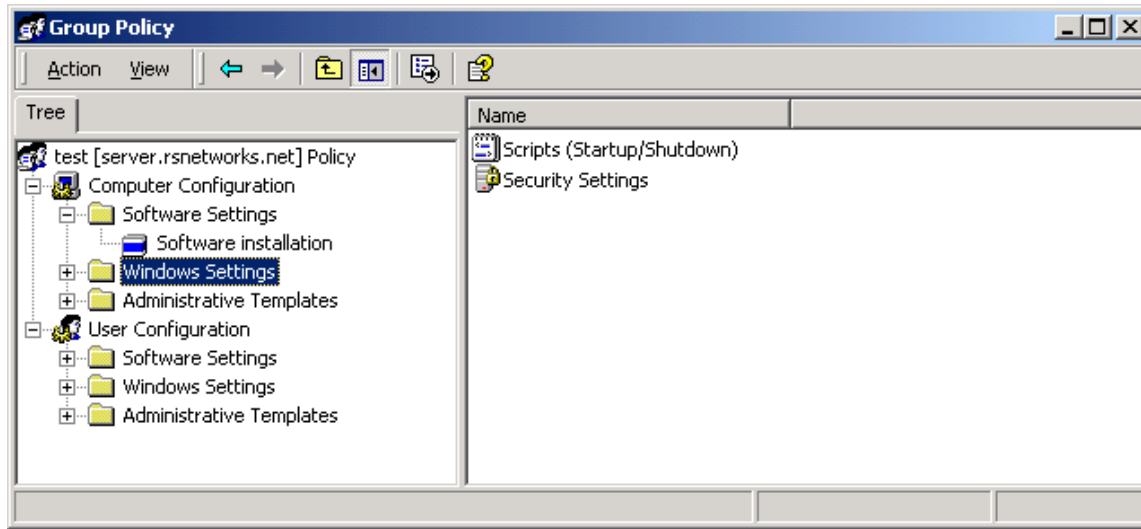 Group Policy
Action View
Tree
Name
test [server.rsnetworks.net] Policy
Computer Configuration
Software Settings
Software installation
Windows Settings
Administrative Templates
User Configuration
Software Settings
Windows Settings
Administrative Templates
Scripts (Startup/Shutdown)
Security Settings